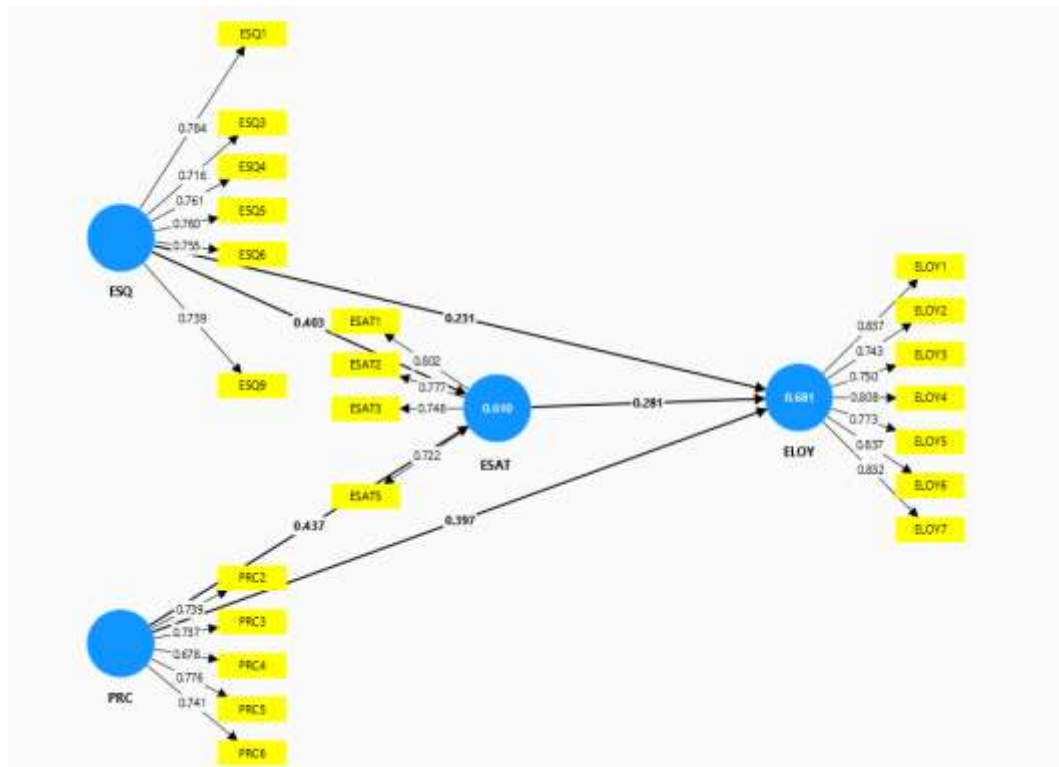 ESQ1
0.784
ESQ3
0.716
ESQ4
0.761
ESQ5
0.760
ESQ6
0.755
ESQ
0.739
ESQ9
0.403
0.231
ESAT1
0.802
ESAT2
0.777
ESAT3
0.748
0.610
ESAT
0.722
ESAT5
0.281
0.437
0.397
ELOY1
0.837
ELOY2
0.743
ELOY3
0.750
0.681
0.808
ELOY4
ELOY
0.773
ELOY5
0.837
ELOY6
0.832
ELOY7
PRC2
0.739
PRC3
0.757
0.678
PRC4
PRC
0.776
PRC5
0.741
PRC6